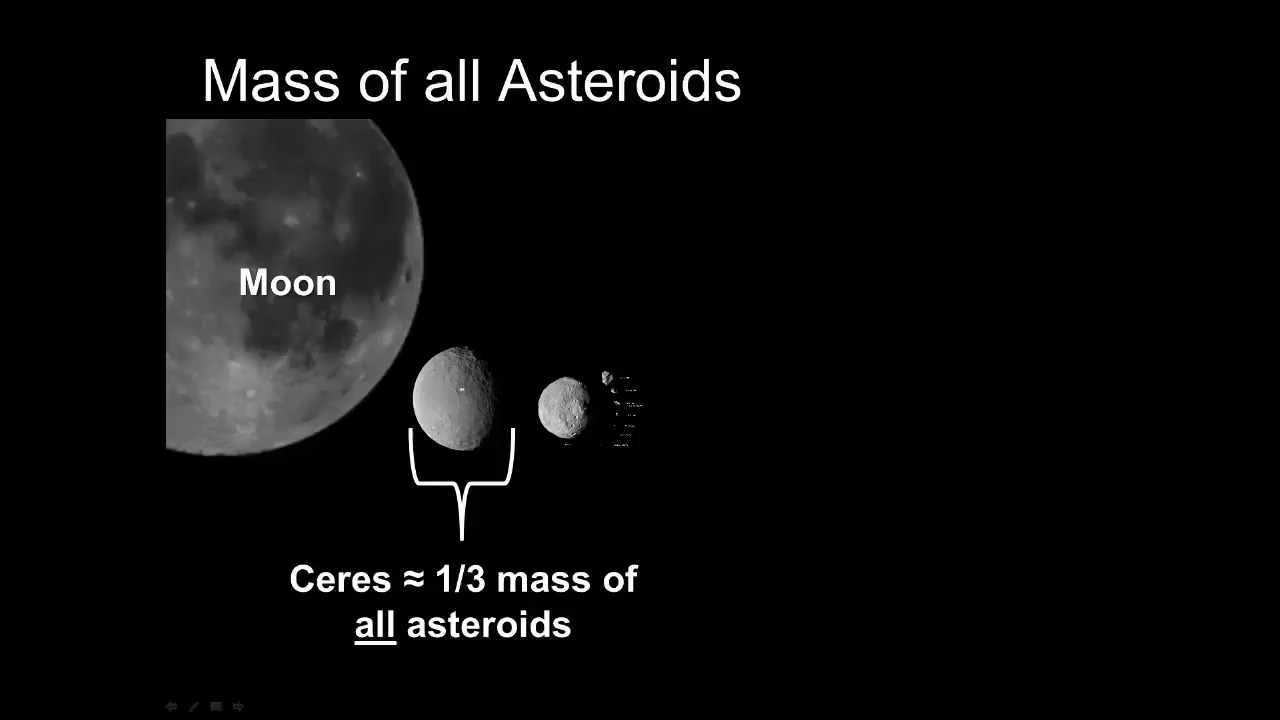 Mass of all Asteroids
Moon
Ceres ≈ 1/3 mass of
all asteroids